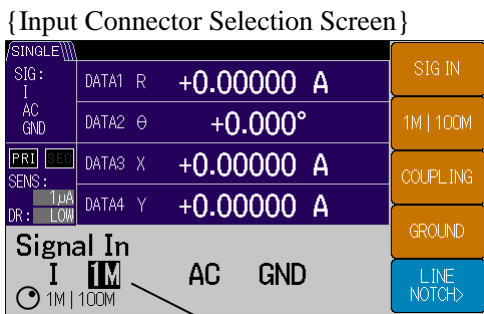 {Input Connector Selection Screen}
SINGLE
SIG:
I
AC
GND
PRI SEC
SENS:
1µA
DR: LOW
DATA1 R +0.00000 A
DATA2 θ +0.000°
DATA3 X +0.00000 A
DATA4 Y +0.00000 A
SIG IN
1M|100M
COUPLING
GROUND
LINE
NOTCH>
Signal In
I 1M AC GND
1M|100M